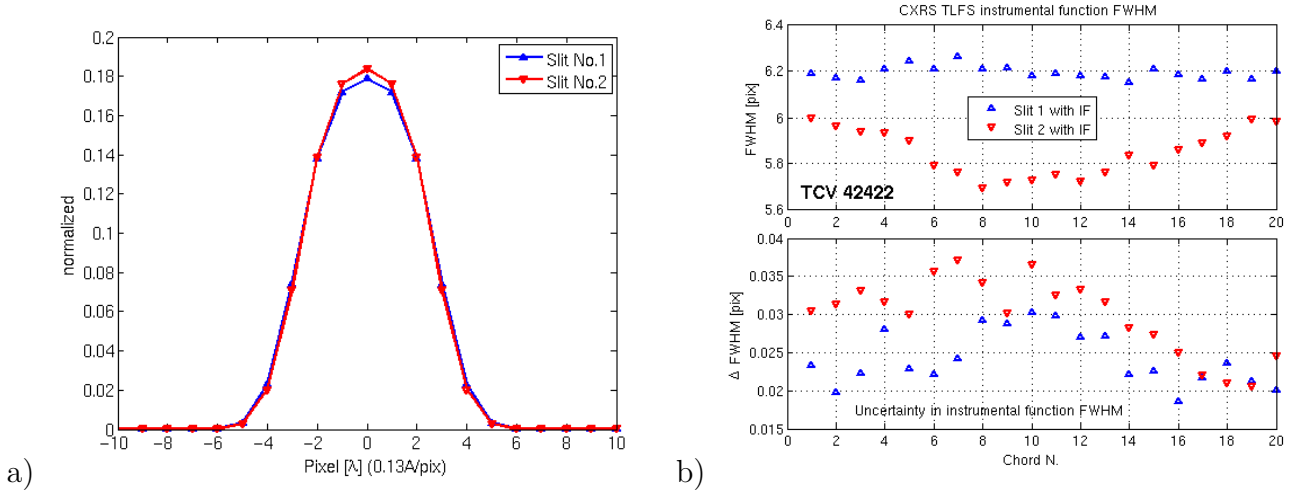 0.2
0.18
0.16
0.14
0.12
0.1
0.08
0.06
0.04
0.02
0
−10 −8 −6 −4 −2 0 2 4 6 8 10
normalized
Pixel [λ] (0.13A/pix)
Slit No.1
Slit No.2
a)
CXRS TLFS instrumental function FWHM
6.4
6.2
6
5.8
5.6
0 2 4 6 8 10 12 14 16 18 20
FWHM [pix]
Slit 1 with IF
Slit 2 with IF
TCV 42422
0.04
0.035
0.03
0.025
0.02
0.015
0 2 4 6 8 10 12 14 16 18 20
Δ FWHM [pix]
Uncertainty in instrumental function FWHM
Chord N.
b)